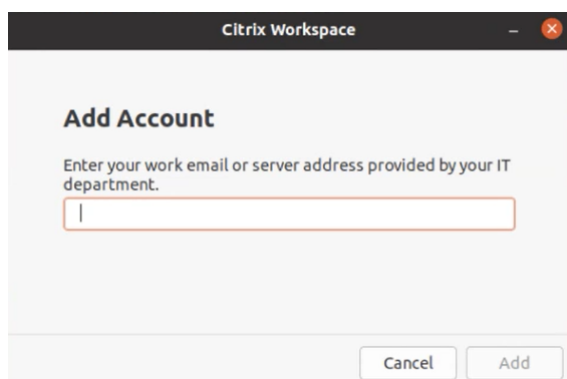 Citrix Workspace
Add Account
Enter your work email or server address provided by your IT
department.
Cancel
Add